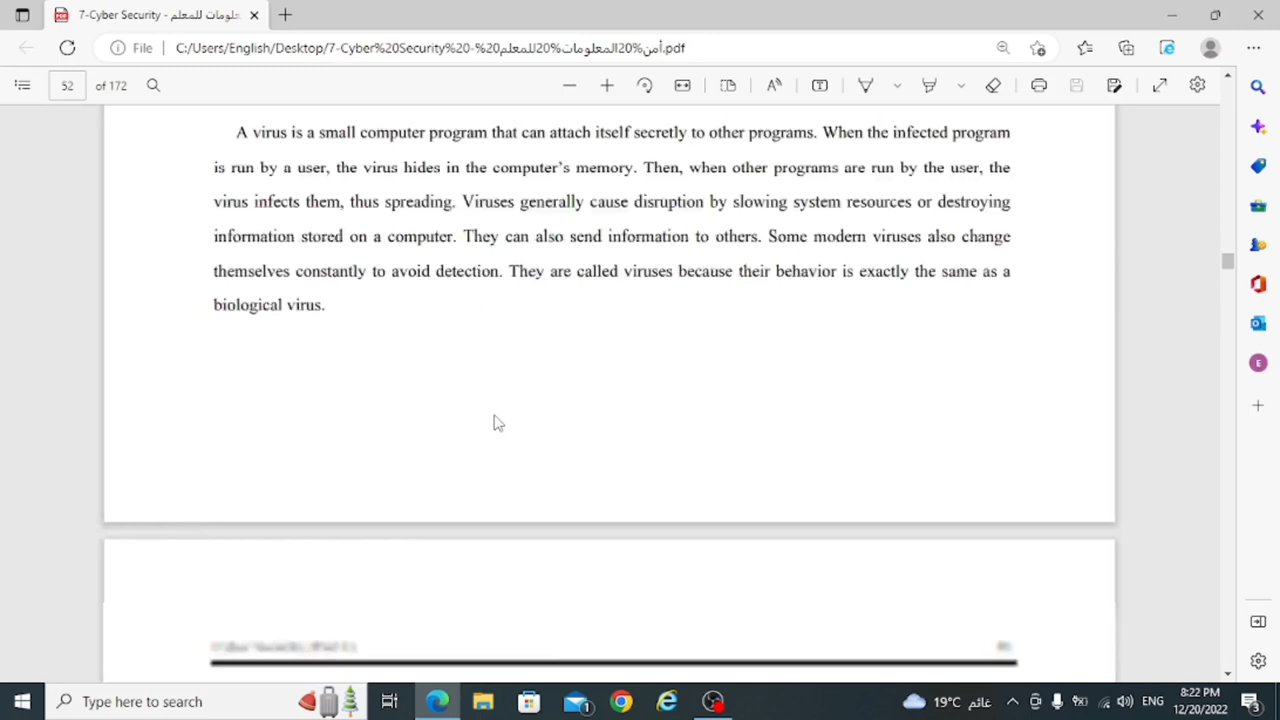 7-Cyber Security - معلومات للمعلم
File C:/Users/English/Desktop/7-Cyber%20Security%20-%20أمن%20المعلومات%20للمعلم.pdf
52 of 172
A virus is a small computer program that can attach itself secretly to other programs. When the infected program
is run by a user, the virus hides in the computer's memory. Then, when other programs are run by the user, the
virus infects them, thus spreading. Viruses generally cause disruption by slowing system resources or destroying
information stored on a computer. They can also send information to others. Some modern viruses also change
themselves constantly to avoid detection. They are called viruses because their behavior is exactly the same as a
biological virus.
E
Type here to search
1
19°C غائم
ENG
8:22 PM
12/20/2022
3